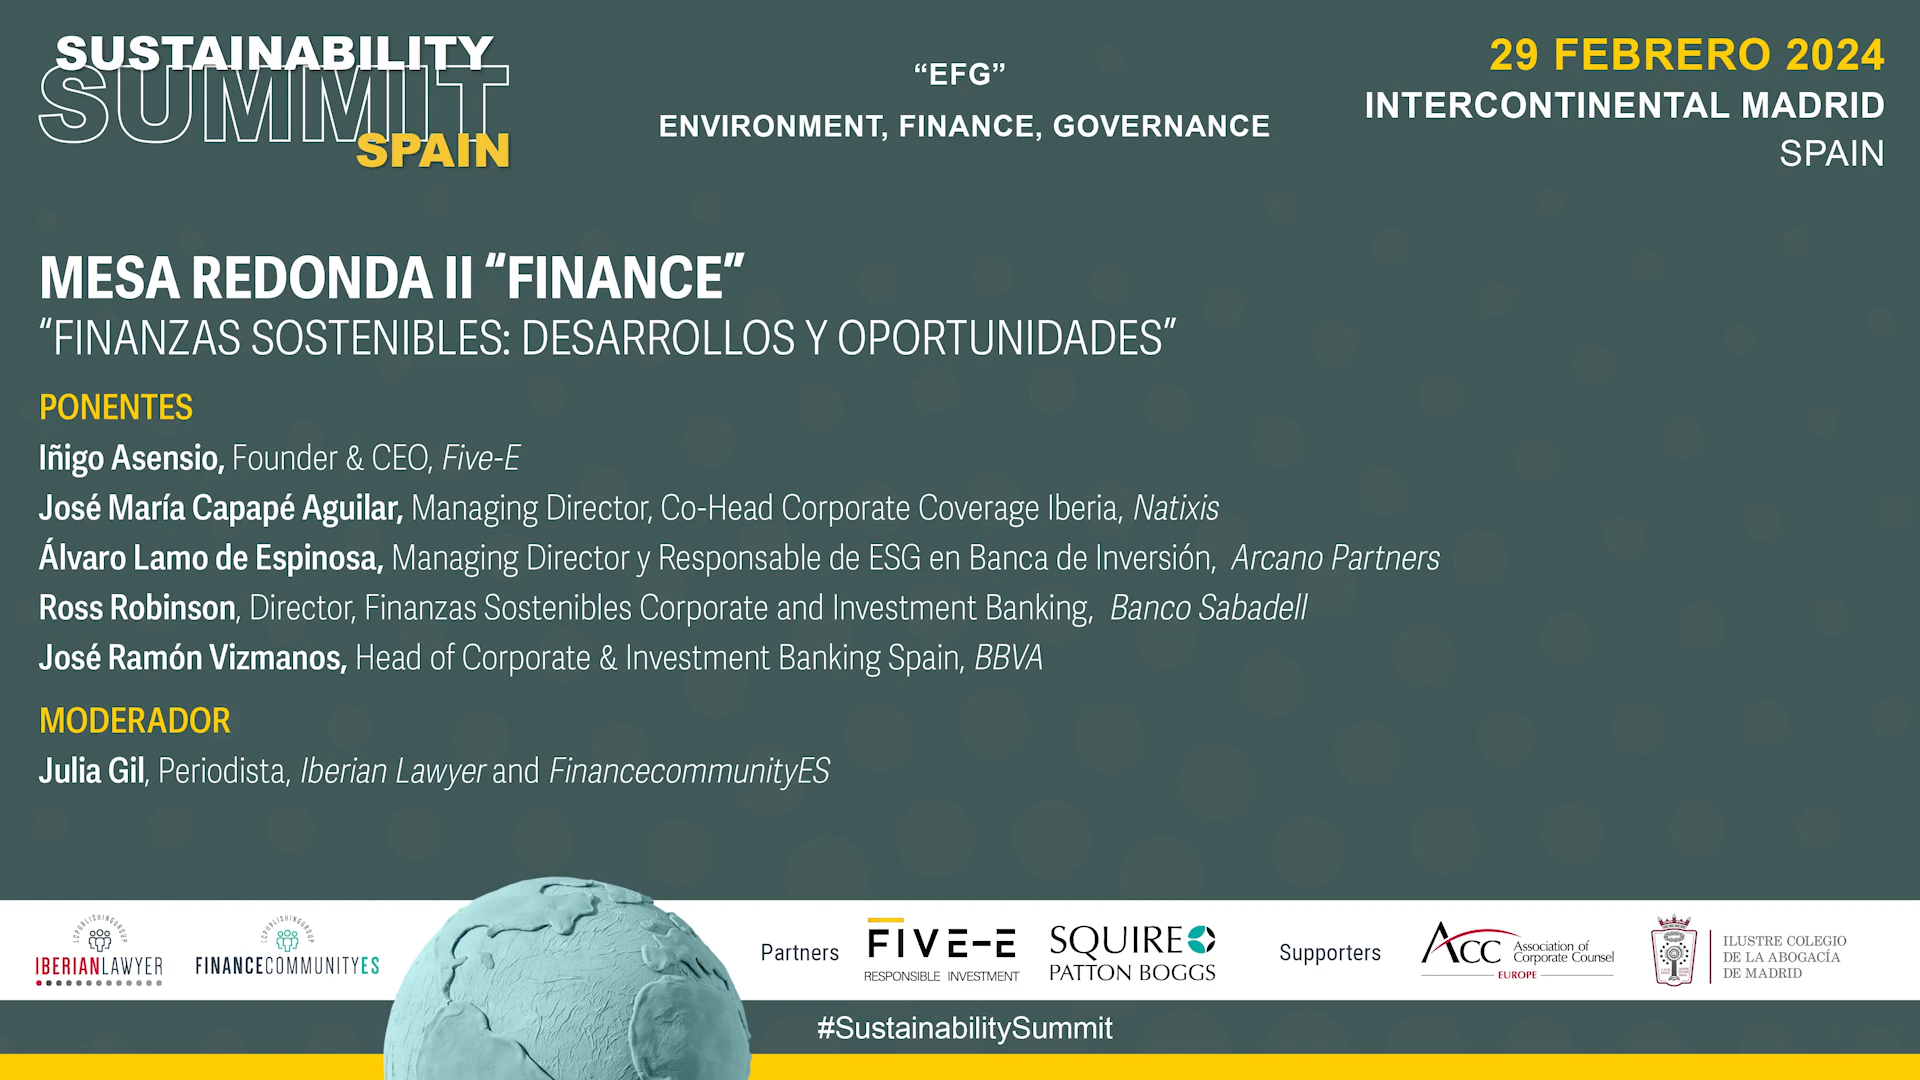 SUSTAINABILITY
SUMMIT
SPAIN
“EFG”
ENVIRONMENT, FINANCE, GOVERNANCE
29 FEBRERO 2024
INTERCONTINENTAL MADRID
SPAIN
MESA REDONDA II “FINANCE”
“FINANZAS SOSTENIBLES: DESARROLLOS Y OPORTUNIDADES”
PONENTES
Iñigo Asensio, Founder & CEO, Five-E
José María Capapé Aguilar, Managing Director, Co-Head Corporate Coverage Iberia, Natixis
Álvaro Lamo de Espinosa, Managing Director y Responsable de ESG en Banca de Inversión, Arcano Partners
Ross Robinson, Director, Finanzas Sostenibles Corporate and Investment Banking, Banco Sabadell
José Ramón Vizmanos, Head of Corporate & Investment Banking Spain, BBVA
MODERADOR
Julia Gil, Periodista, Iberian Lawyer and FinancecommunityES
LCPUBLISHINGGROUP
IBERIANLAWYER
LCPUBLISHINGGROUP
FINANCECOMMUNITYES
Partners
FIVE-E
RESPONSIBLE INVESTMENT
SQUIRE
PATTON BOGGS
Supporters
ACC
Association of
Corporate Counsel
EUROPE
ILUSTRE COLEGIO
DE LA ABOGACÍA
DE MADRID
#SustainabilitySummit